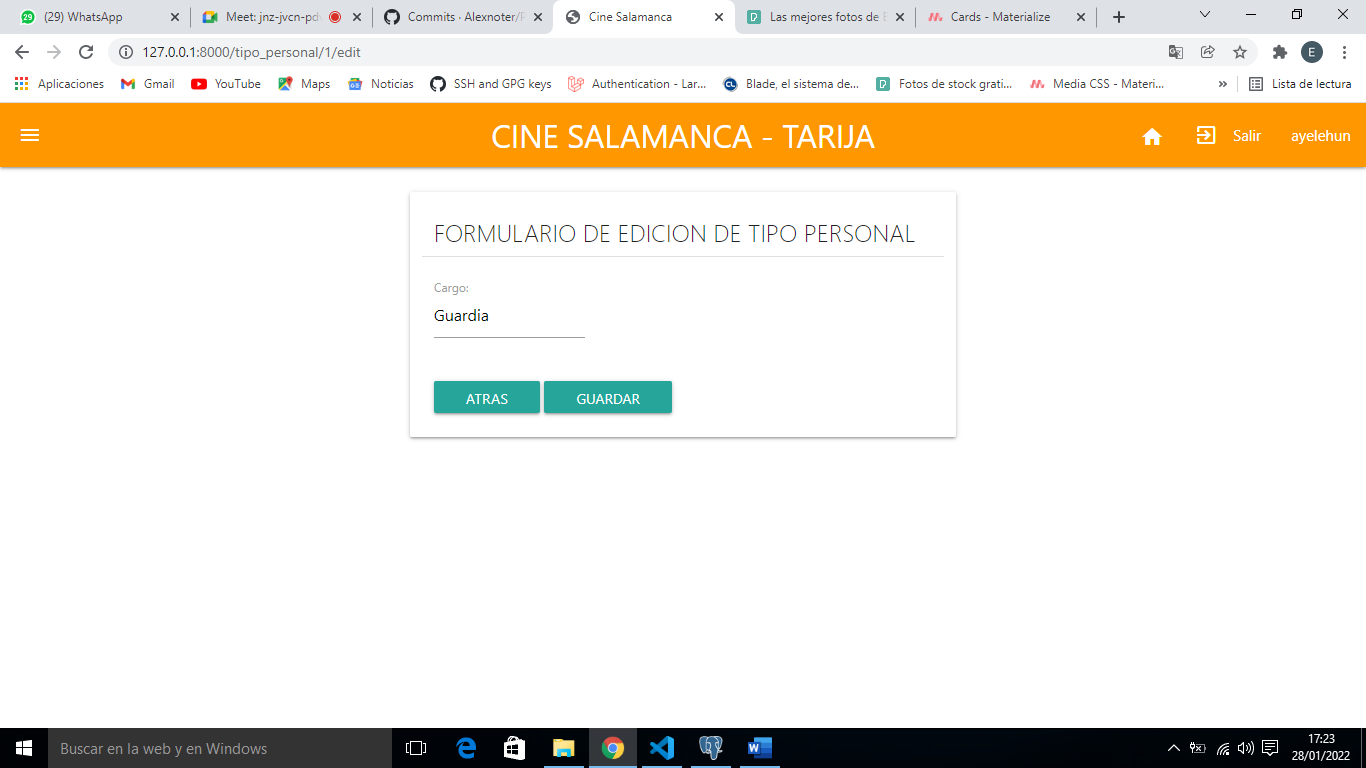 (29) WhatsApp
Meet: jnz-jvcn-pd
Commits · Alexnoter/P
Cine Salamanca
Las mejores fotos de E
Cards - Materialize
127.0.0.1:8000/tipo_personal/1/edit
E
Aplicaciones
Gmail
YouTube
Maps
Noticias
SSH and GPG keys
Authentication - Lar...
Blade, el sistema de...
Fotos de stock grati...
Media CSS - Materi...
»
Lista de lectura
CINE SALAMANCA - TARIJA
Salir
ayelehun
FORMULARIO DE EDICION DE TIPO PERSONAL
Cargo:
Guardia
ATRAS
GUARDAR
Buscar en la web y en Windows
17:23
28/01/2022